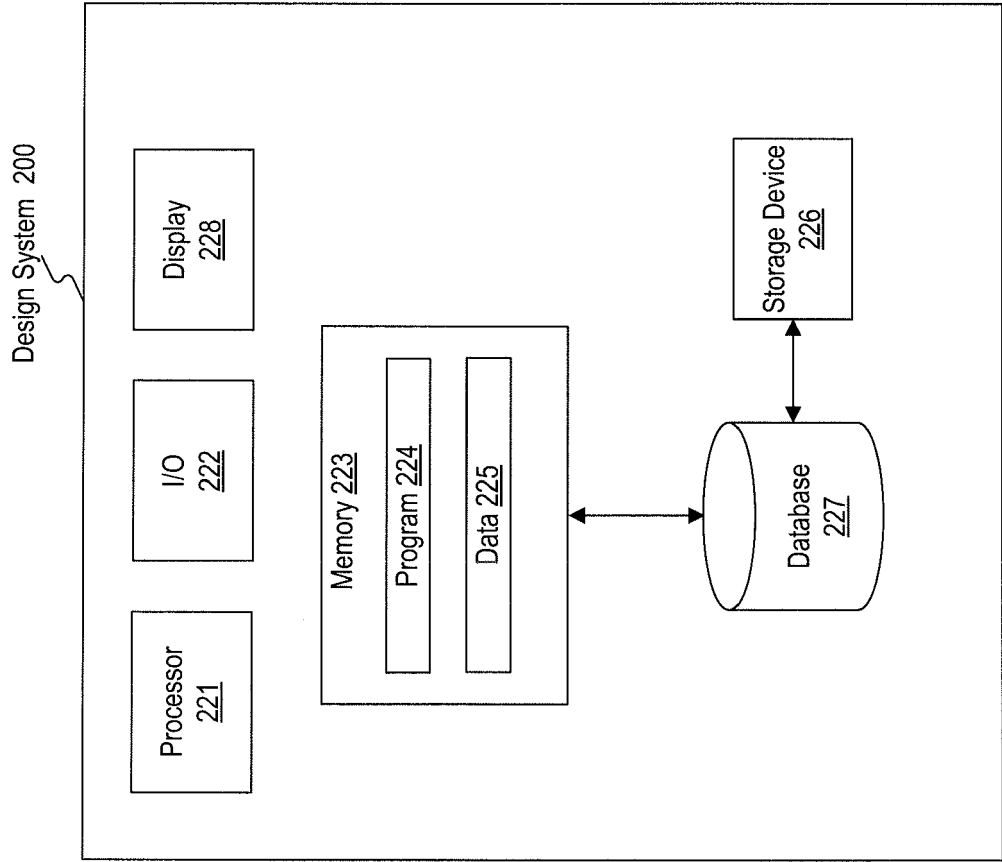 Design System 200
Processor
221
I/O
222
Display
228
Memory 223
Program 224
Data 225
Database
227
Storage Device
226